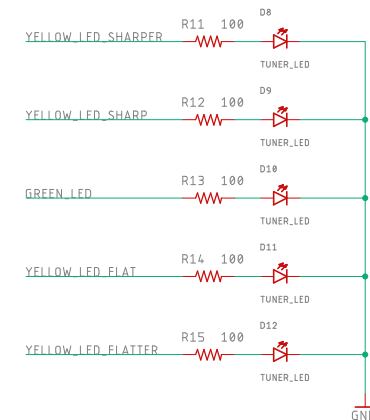 D8
R11 100
YELLOW_LED_SHARPER
TUNER_LED
D9
R12 100
YELLOW_LED_SHARP
TUNER_LED
D10
R13 100
GREEN_LED
TUNER_LED
D11
R14 100
YELLOW_LED_FLAT
TUNER_LED
D12
R15 100
YELLOW_LED_FLATTER
TUNER_LED
GND